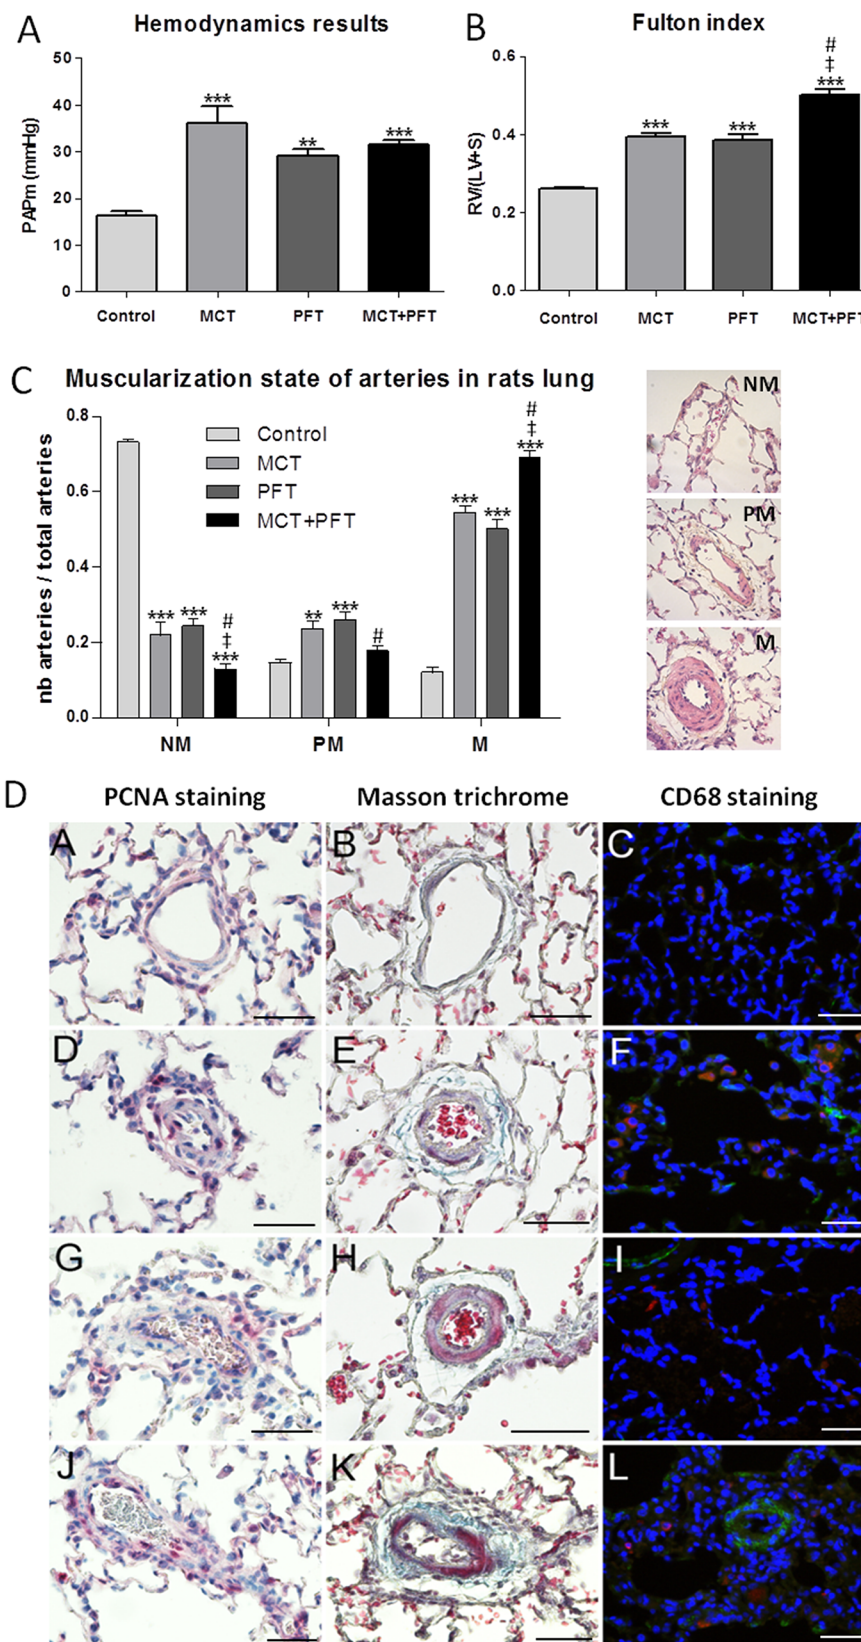 A
Hemodynamics results
50
40
30
20
10
0
PAPm (mmHg)
***
**
***
Control
MCT
PFT
MCT+PFT
B
Fulton index
0.6
0.4
0.2
0.0
RV/(LV+S)
***
***
#
‡
***
Control
MCT
PFT
MCT+PFT
C
Muscularization state of arteries in rats lung
0.8
0.6
0.4
0.2
0.0
nb arteries / total arteries
Control
MCT
PFT
MCT+PFT
***
***
#
‡
***
**
***
#
***
***
#
‡
***
NM
PM
M
NM
PM
M
D
PCNA staining
Masson trichrome
CD68 staining
A
B
C
D
E
F
G
H
I
J
K
L